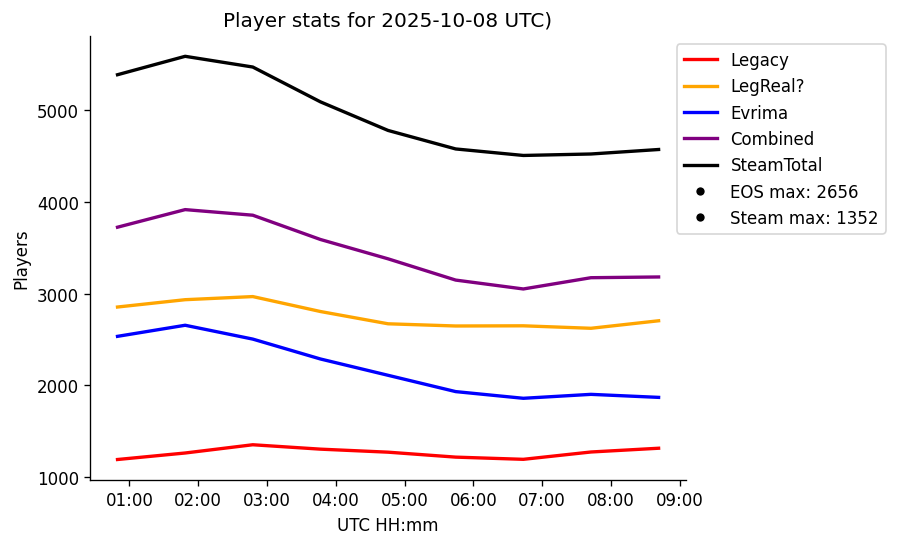 Player stats for 2025-10-08 UTC)
Legacy
LegReal?
Evrima
Combined
SteamTotal
EOS max: 2656
Steam max: 1352
Players
5000
4000
3000
2000
1000
01:00 02:00 03:00 04:00 05:00 06:00 07:00 08:00 09:00
UTC HH:mm